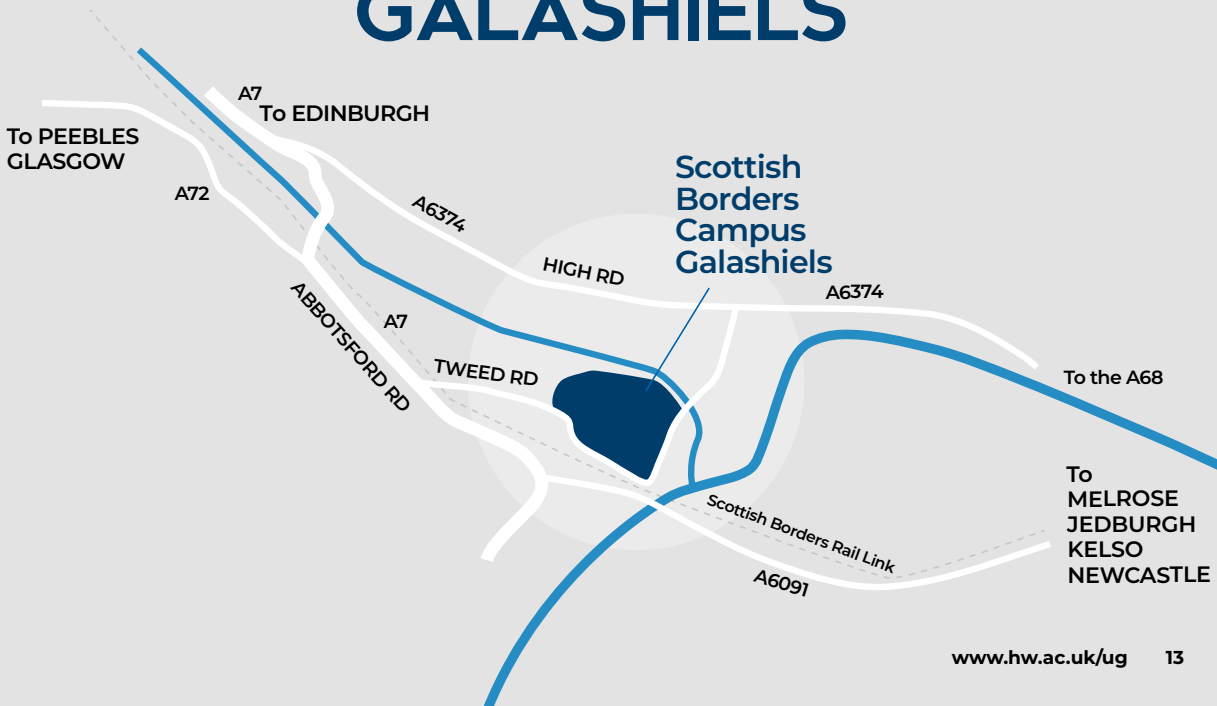 GALASHIELS
A7
To EDINBURGH
To PEEBLES
GLASGOW
A72
A6374
Scottish
Borders
Campus
Galashiels
HIGH RD
A6374
ABBOTSFORD RD
A7
TWEED RD
To the A68
To
MELROSE
JEDBURGH
KELSO
NEWCASTLE
Scottish Borders Rail Link
A6091
www.hw.ac.uk/ug 13